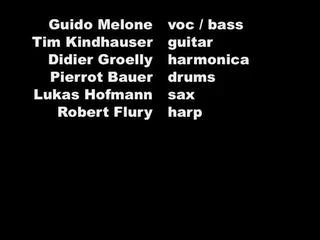 Guido Melone voc / bass
Tim Kindhauser guitar
Didier Groelly harmonica
Pierrot Bauer drums
Lukas Hofmann sax
Robert Flury harp